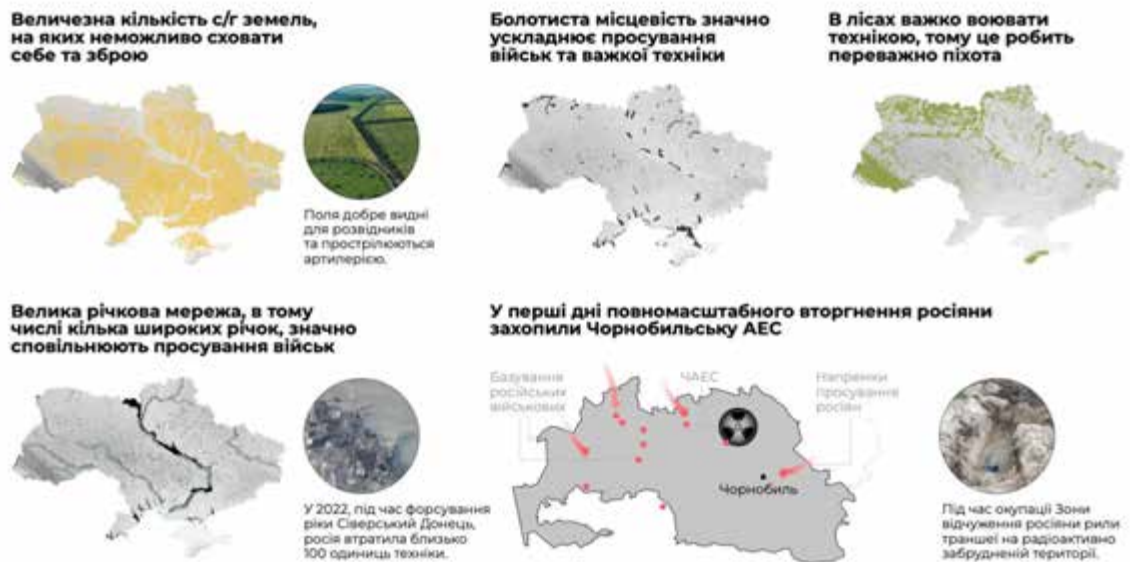 Величезна кількість с/г земель,
на яких неможливо сховати
себе та зброю
Поля добре видні
для розвідників
та прострілюються
артилерією.
Болотиста місцевість значно
ускладнює просування
військ та важкої техніки
В лісах важко воювати
технікою, тому це робить
переважно піхота
Велика річкова мережа, в тому
числі кілька широких річок, значно
сповільнюють просування військ
У 2022, під час форсування
ріки Сіверський Донець,
росія втратила близько
100 одиниць техніки.
У перші дні повномасштабного вторгнення росіяни
захопили Чорнобильську АЕС
Базування
російських
військових
ЧАЕС
Напрямки
просування
росіян
Чорнобиль
Під час окупації Зони
відчуження росіяни рили
траншеї на радіоактивно
забрудненій території.